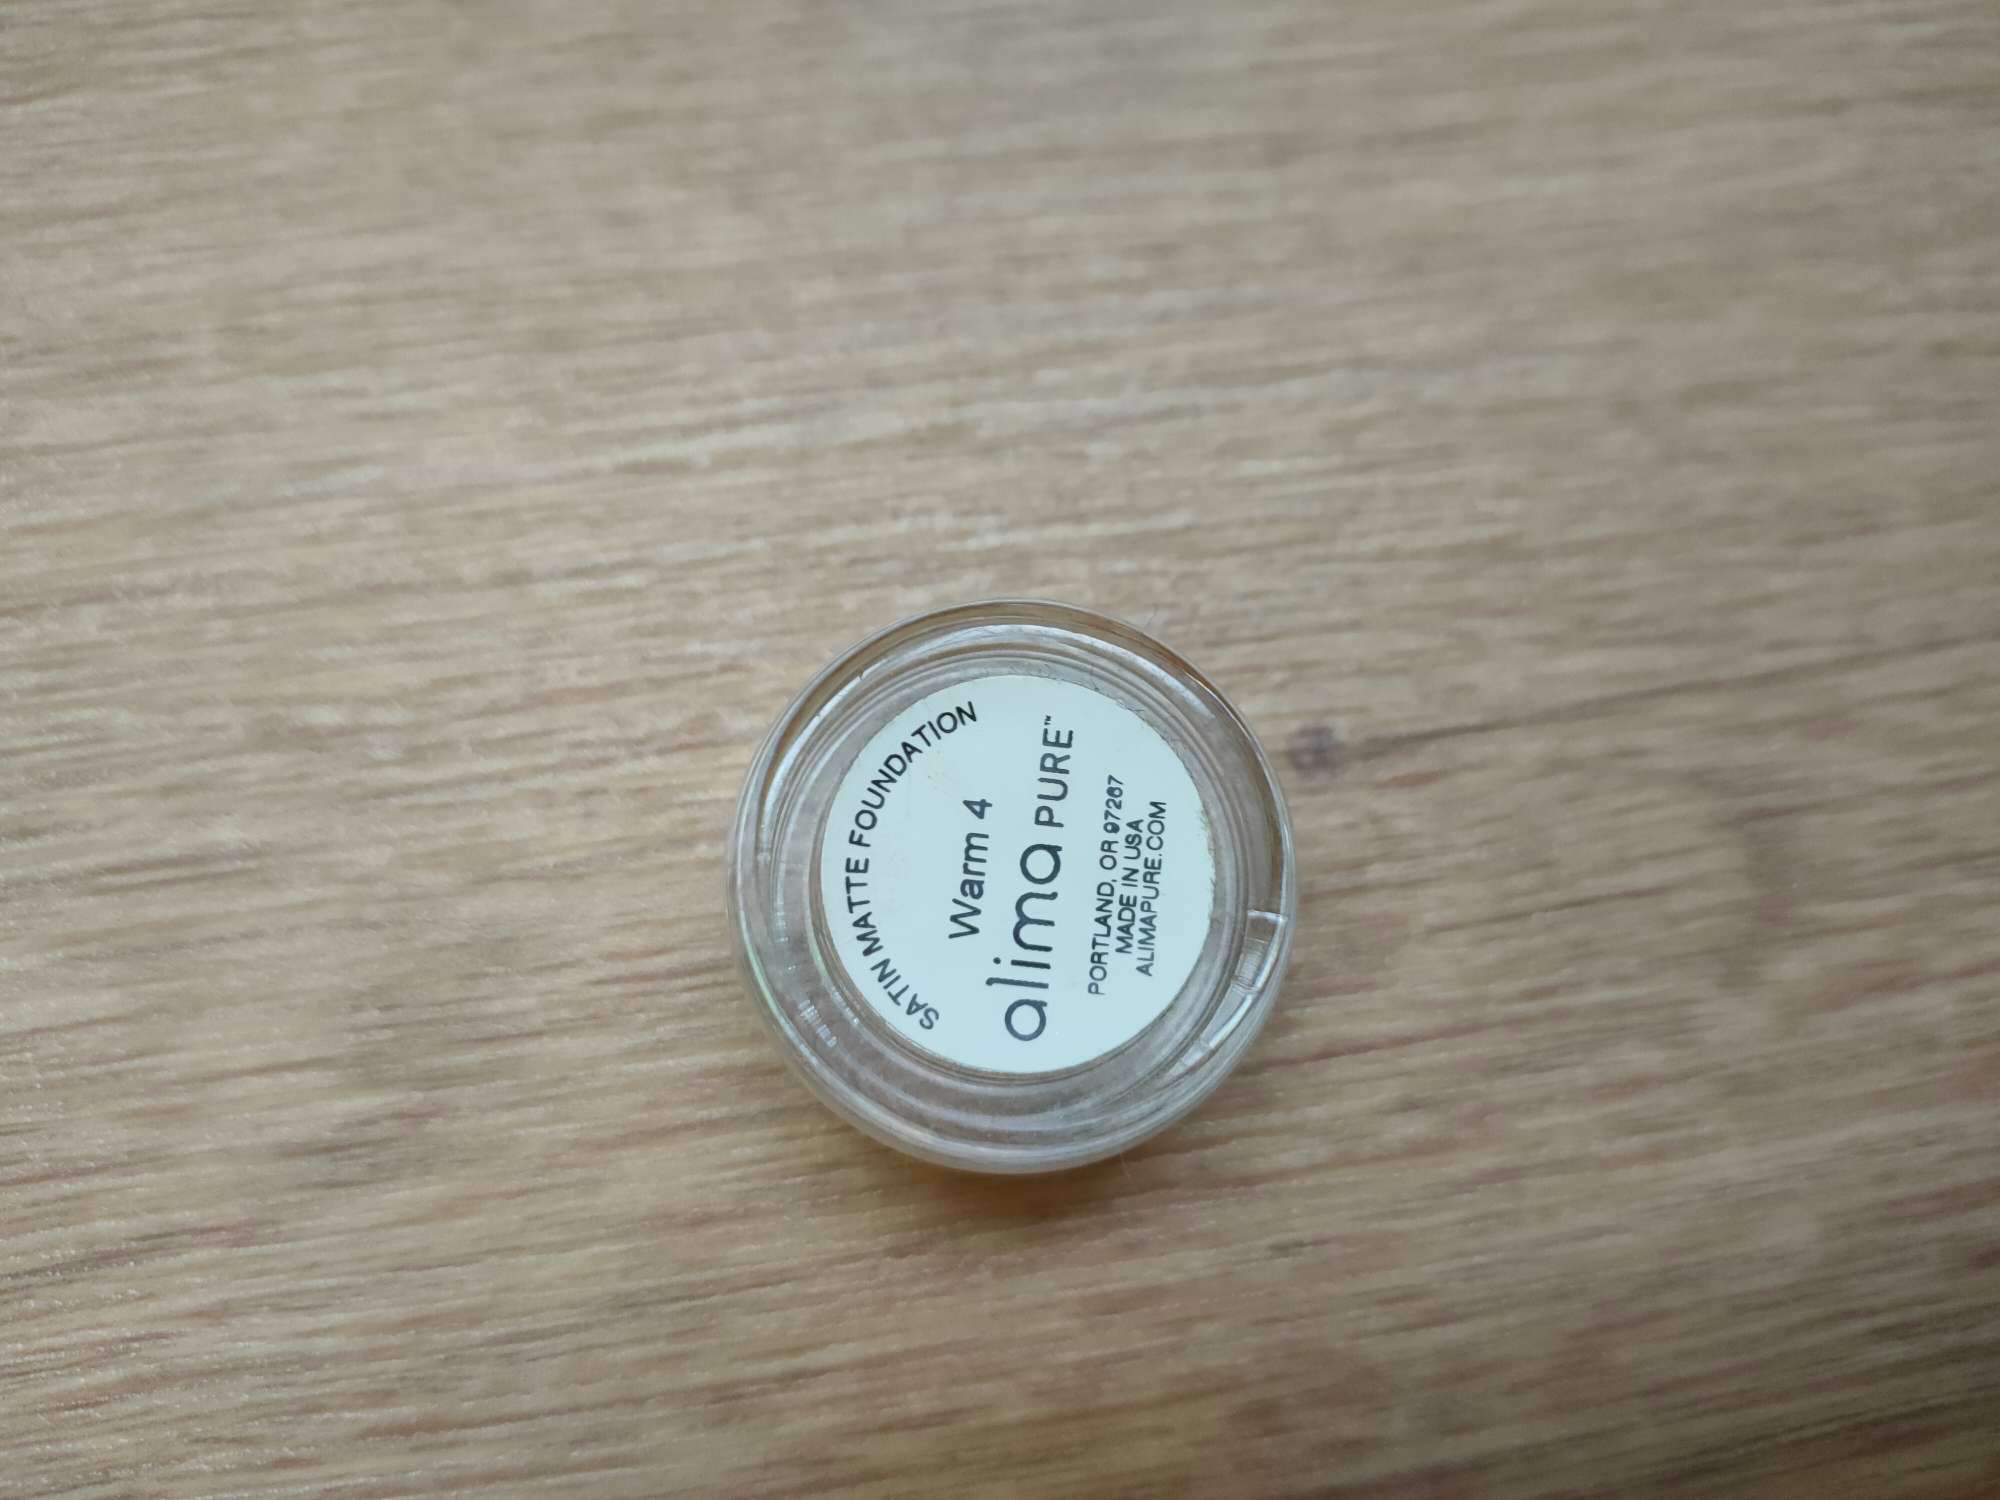 SATIN MATTE FOUNDATION
Warm 4
alima PURE™
PORTLAND, OR 97267
MADE IN USA
ALIMAPURE.COM